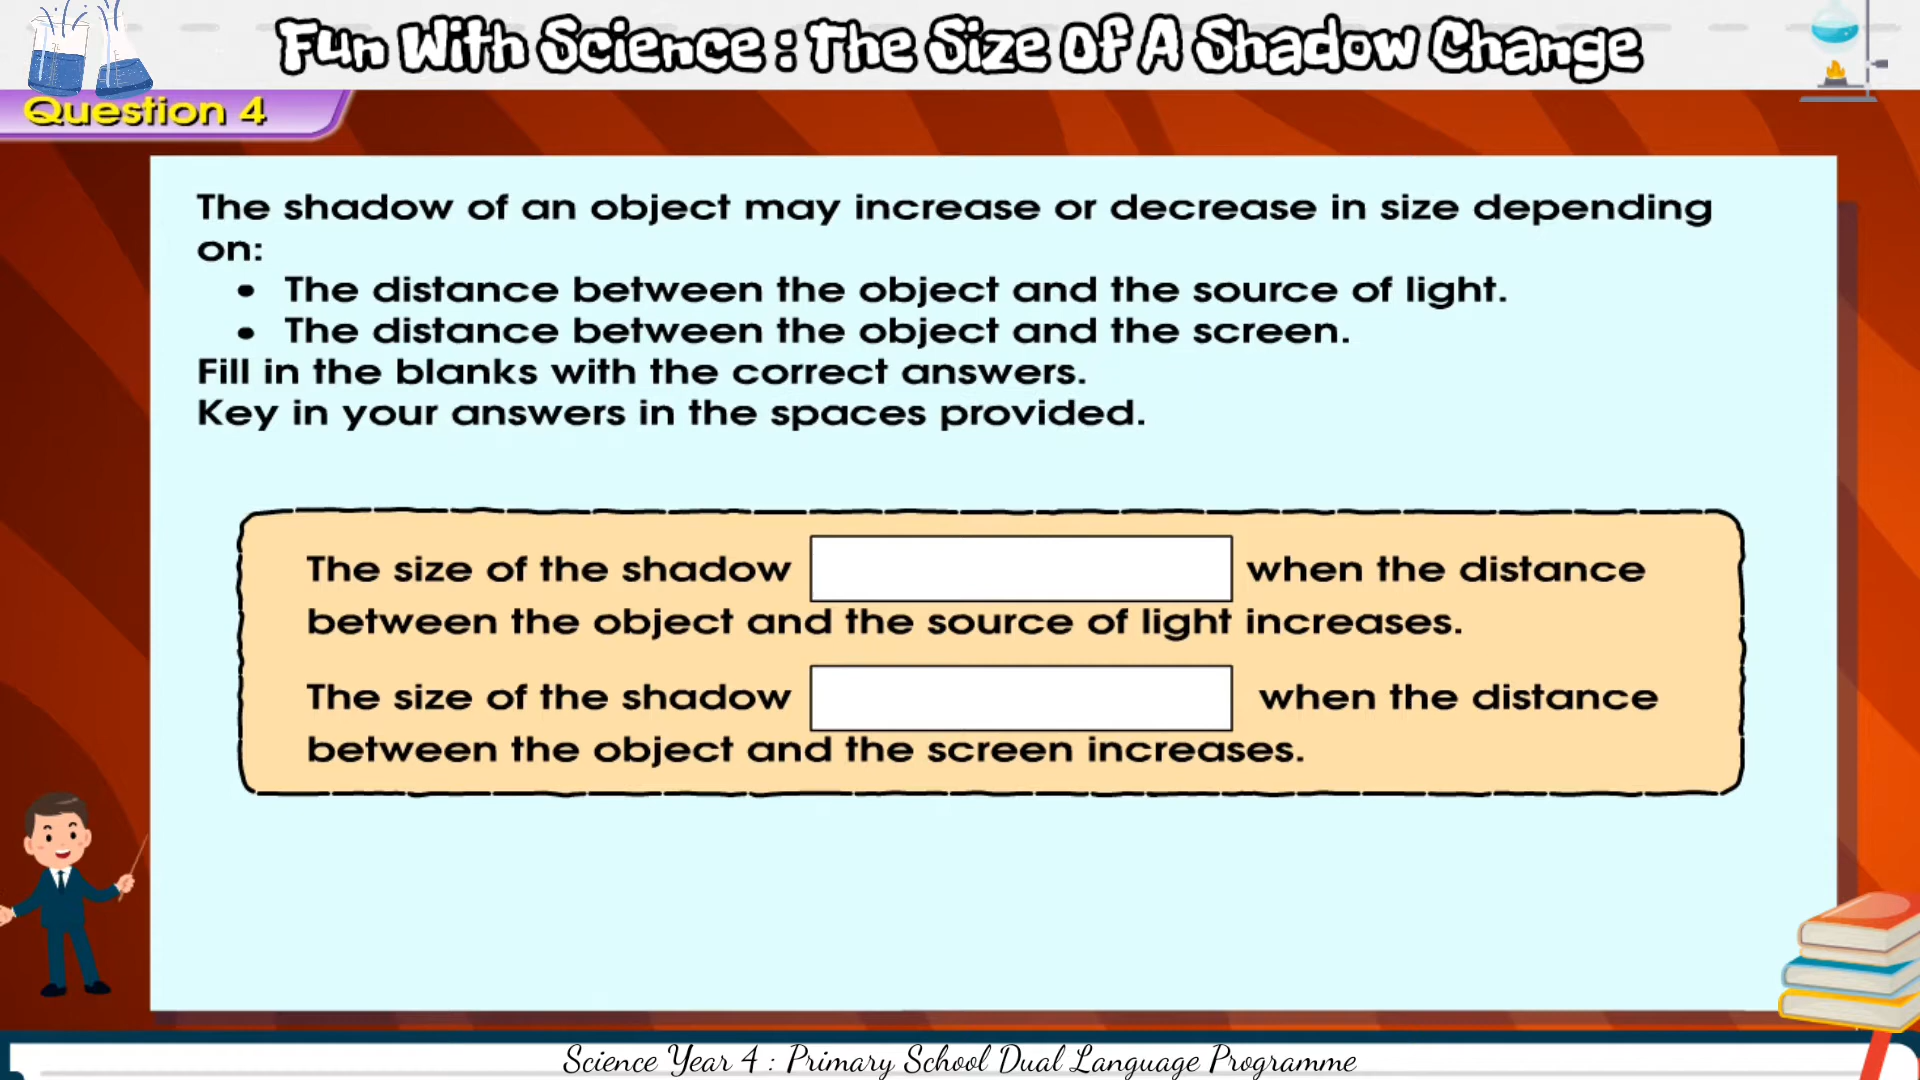 Fun With Science : The Size Of A Shadow Change
Question 4
The shadow of an object may increase or decrease in size depending
on:
• The distance between the object and the source of light.
• The distance between the object and the screen.
Fill in the blanks with the correct answers.
Key in your answers in the spaces provided.
The size of the shadow when the distance
between the object and the source of light increases.
The size of the shadow when the distance
between the object and the screen increases.
Science Year 4 : Primary School Dual Language Programme